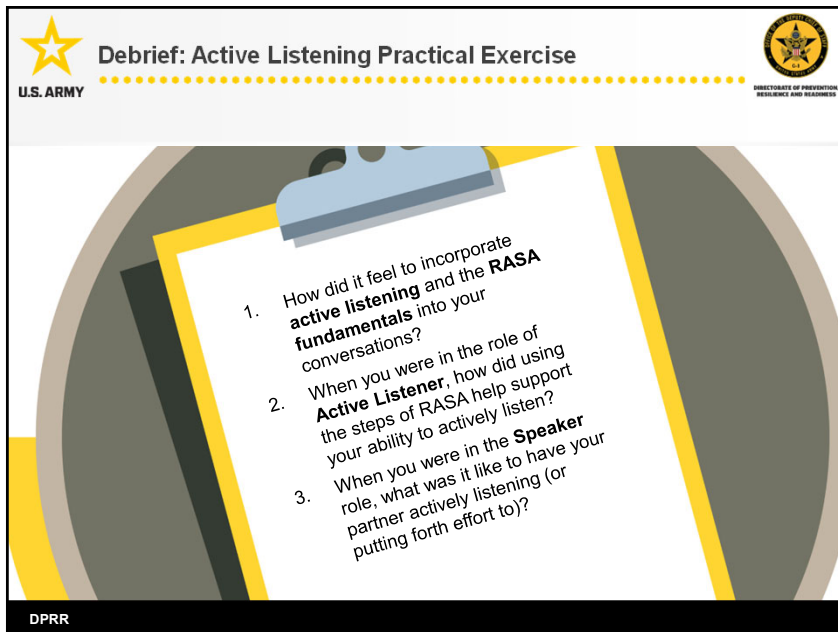 Debrief: Active Listening Practical Exercise
U.S. ARMY
G-9
DIRECTORATE OF PREVENTION,
RESILIENCE AND READINESS
1. How did it feel to incorporate
active listening and the RASA
fundamentals into your
conversations?
2. When you were in the role of
Active Listener, how did using
the steps of RASA help support
your ability to actively listen?
3. When you were in the Speaker
role, what was it like to have your
partner actively listening (or
putting forth effort to)?
DPRR